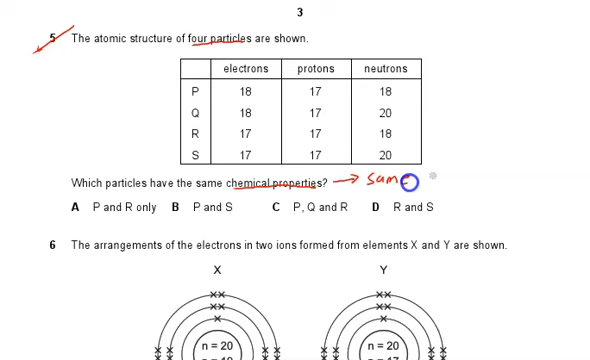 3
5 The atomic structure of four particles are shown.
electrons protons neutrons
P 18 17 18
Q 18 17 20
R 17 17 18
S 17 17 20
Which particles have the same chemical properties? → same
A P and R only B P and S C P, Q and R D R and S
6 The arrangements of the electrons in two ions formed from elements X and Y are shown.
X Y
n = 20 n = 20